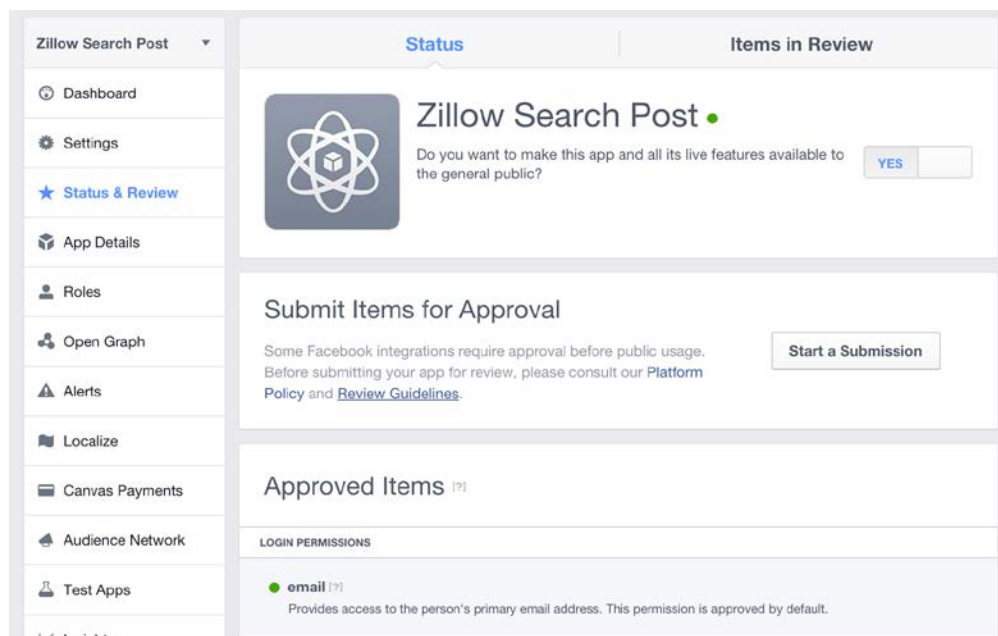 Zillow Search Post
Dashboard
Settings
Status & Review
App Details
Roles
Open Graph
Alerts
Localize
Canvas Payments
Audience Network
Test Apps
Status
Items in Review
Zillow Search Post
Do you want to make this app and all its live features available to
the general public?
YES
Submit Items for Approval
Some Facebook integrations require approval before public usage.
Before submitting your app for review, please consult our Platform
Policy and Review Guidelines.
Start a Submission
Approved Items [?]
LOGIN PERMISSIONS
email [?]
Provides access to the person's primary email address. This permission is approved by default.